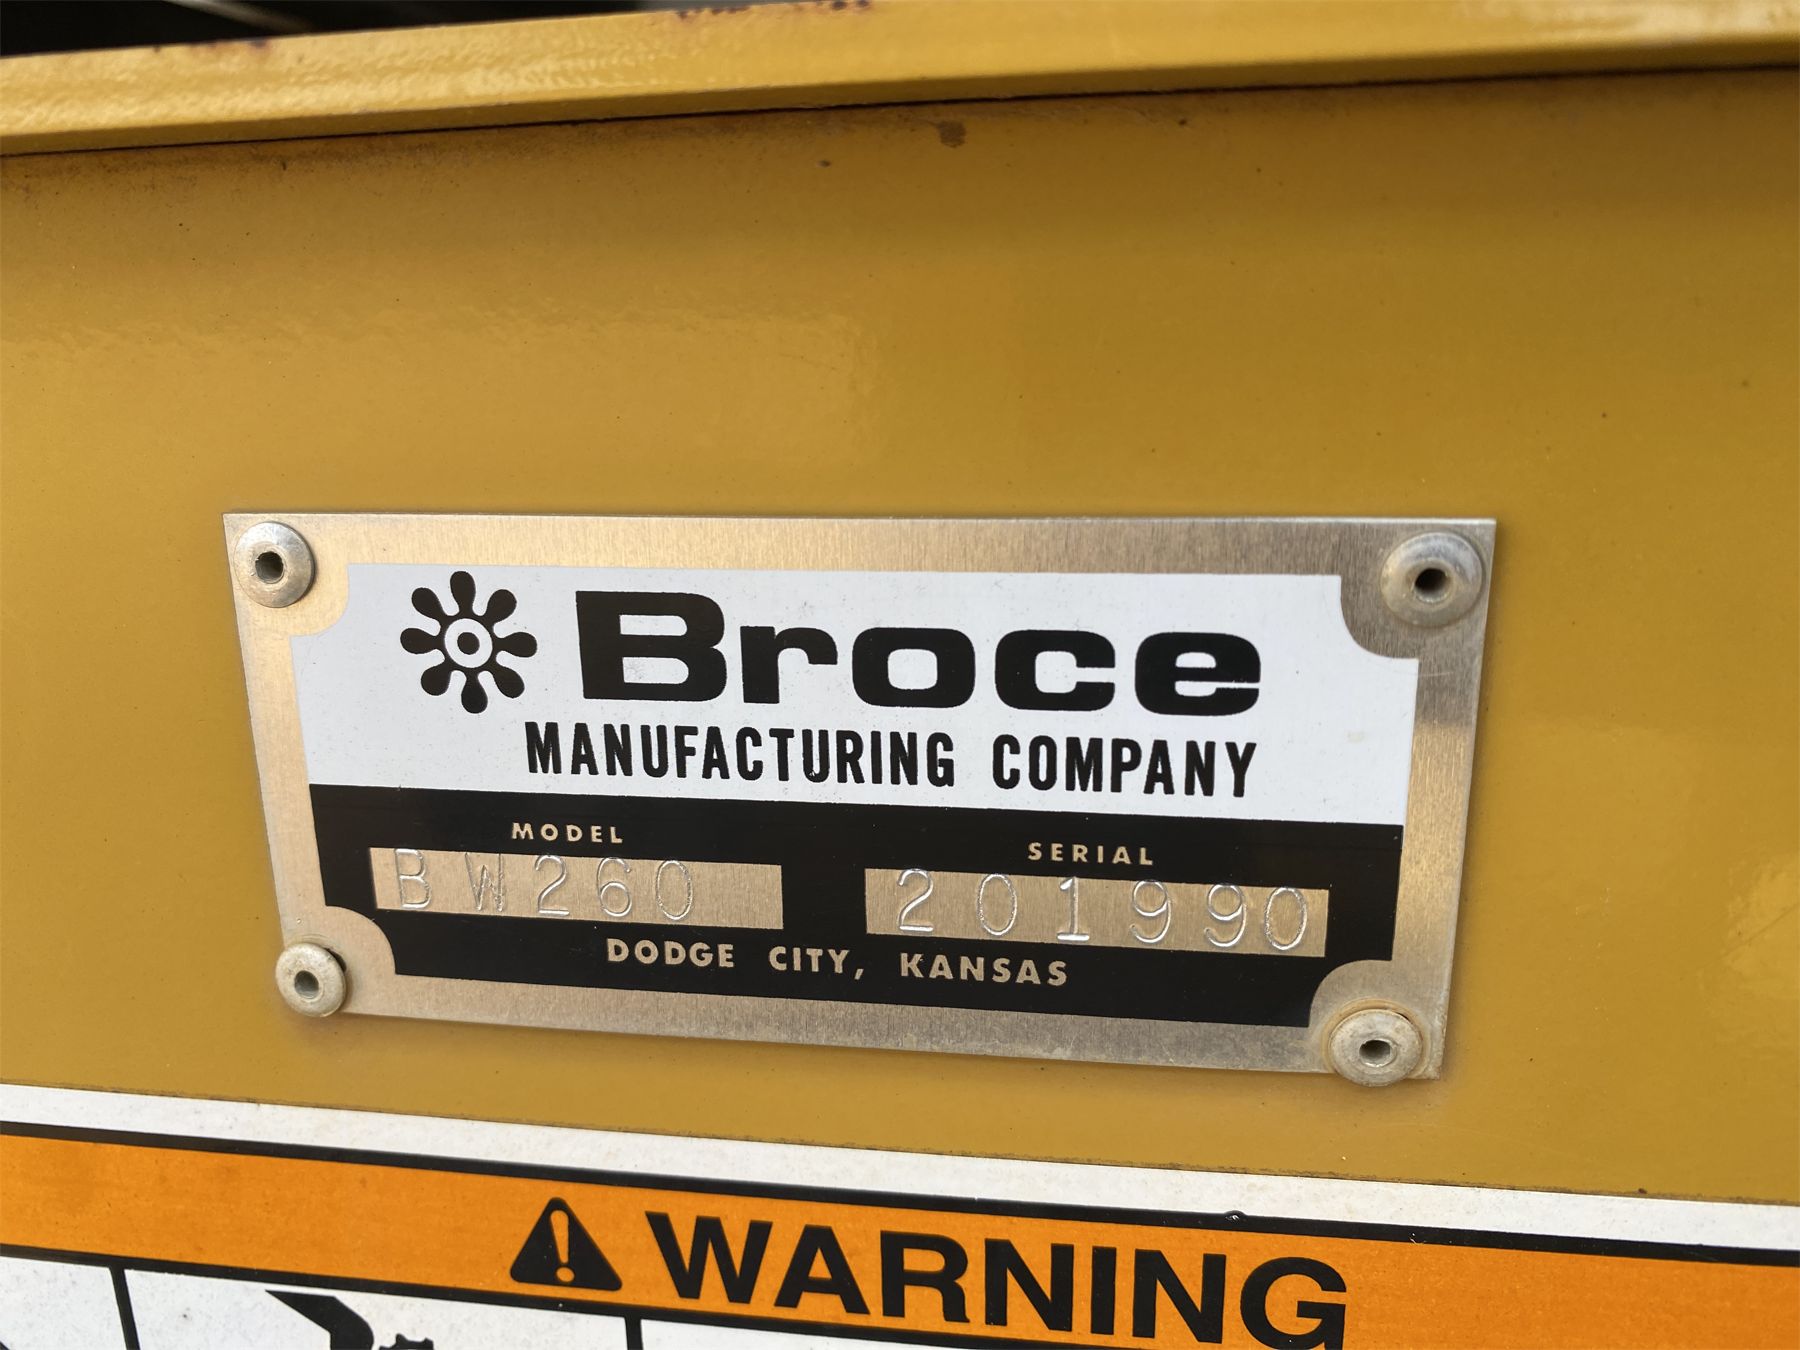 Broce
MANUFACTURING COMPANY
MODEL SERIAL
BW260 201990
DODGE CITY, KANSAS
WARNING